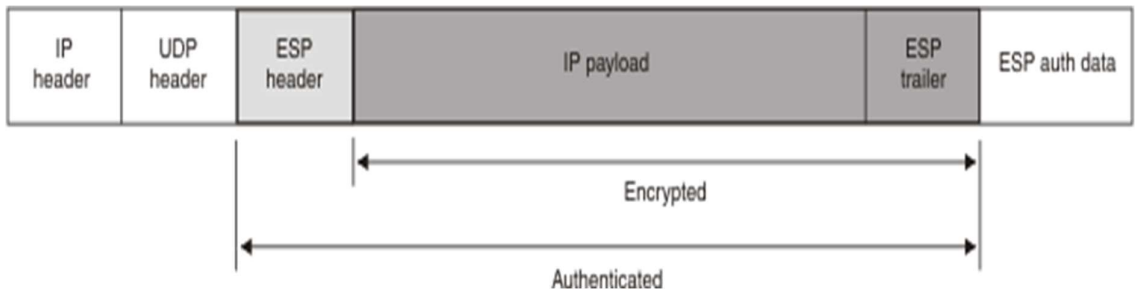 IP
header
UDP
header
ESP
header
IP payload
ESP
trailer
ESP auth data
Encrypted
Authenticated